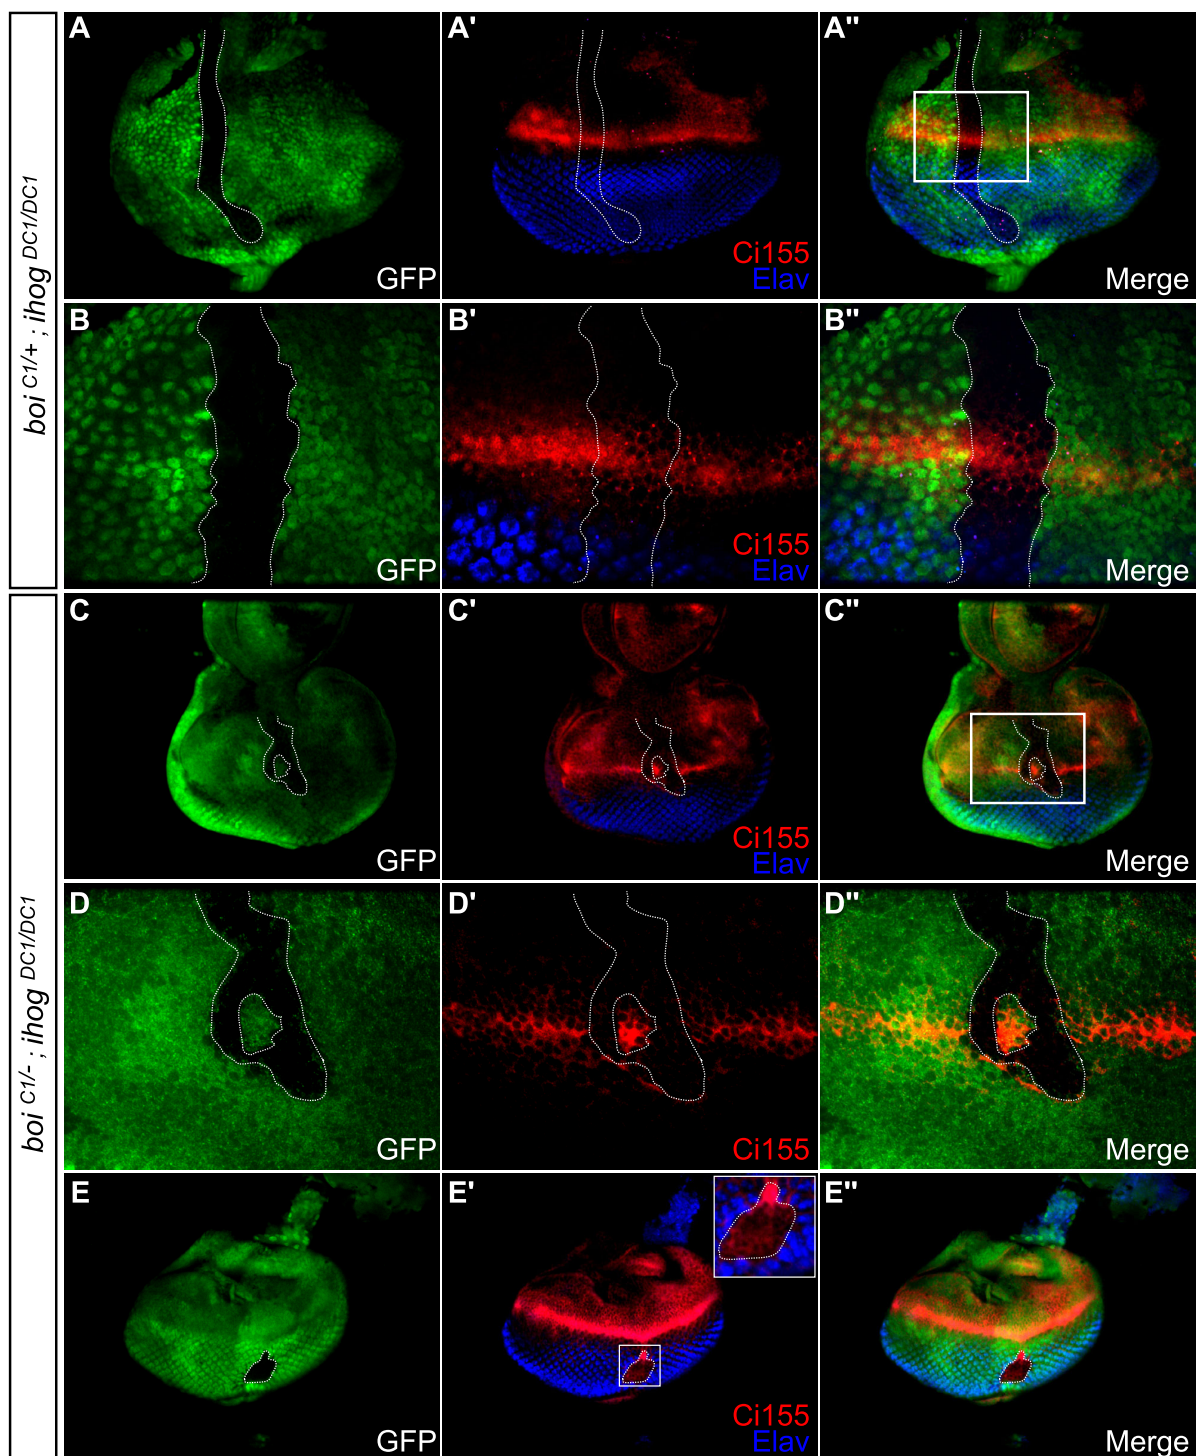 boi C1/+ ; ihog DC1/DC1
A
GFP
A'
Ci155
Elav
A"
Merge
B
GFP
B'
Ci155
Elav
B"
Merge
boi C1/- ; ihog DC1/DC1
C
GFP
C'
Ci155
Elav
C"
Merge
D
GFP
D'
Ci155
D"
Merge
E
GFP
E'
Ci155
Elav
E"
Merge